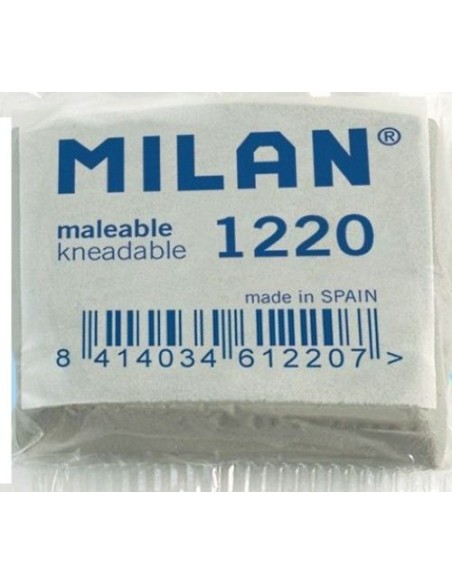 MILAN®
maleable
kneadable 1220
made in SPAIN
8 414034 612207 >